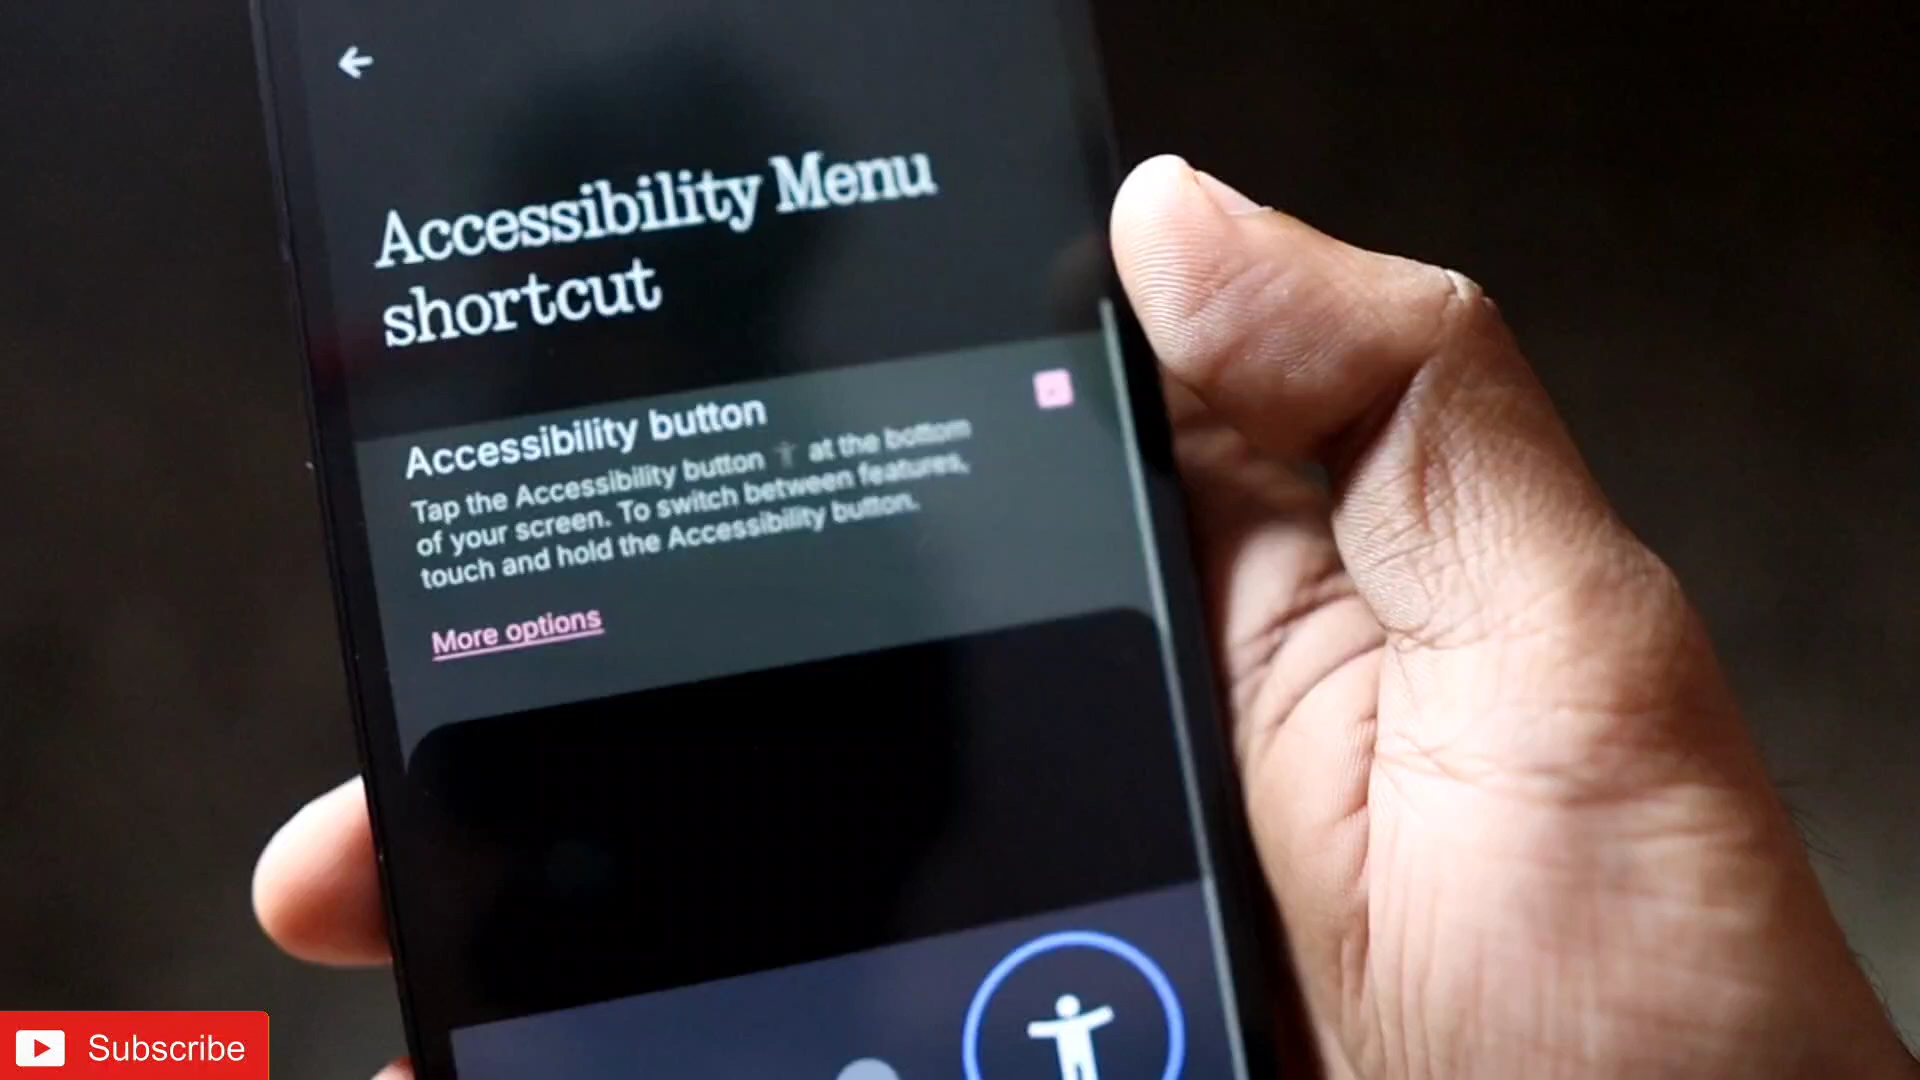 Accessibility Menu
shortcut
Accessibility button
Tap the Accessibility button at the bottom
of your screen. To switch between features,
touch and hold the Accessibility button.
More options
Subscribe